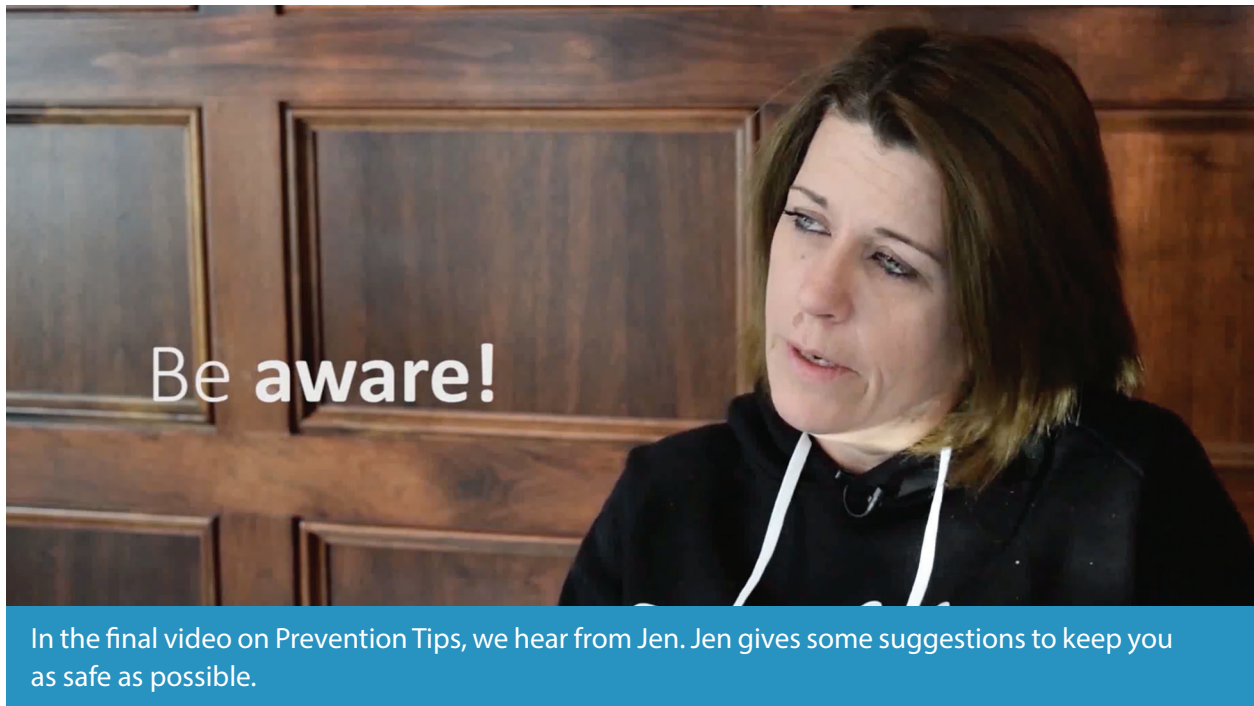 Be aware!
In the final video on Prevention Tips, we hear from Jen. Jen gives some suggestions to keep you
as safe as possible.